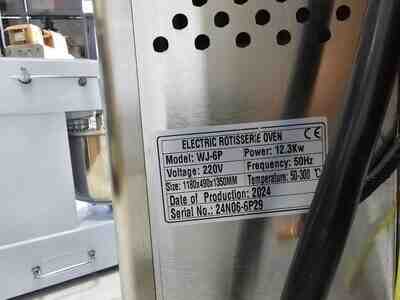 ELECTRIC ROTISSERIE OVEN CE
Model: WJ-6P Power: 12.3Kw
Voltage: 220V Frequency: 50Hz
Size: 1180x490x1350MM Temperature: 50-300 °C
Date of Production: 2024
Serial No.: 24N06-6P29